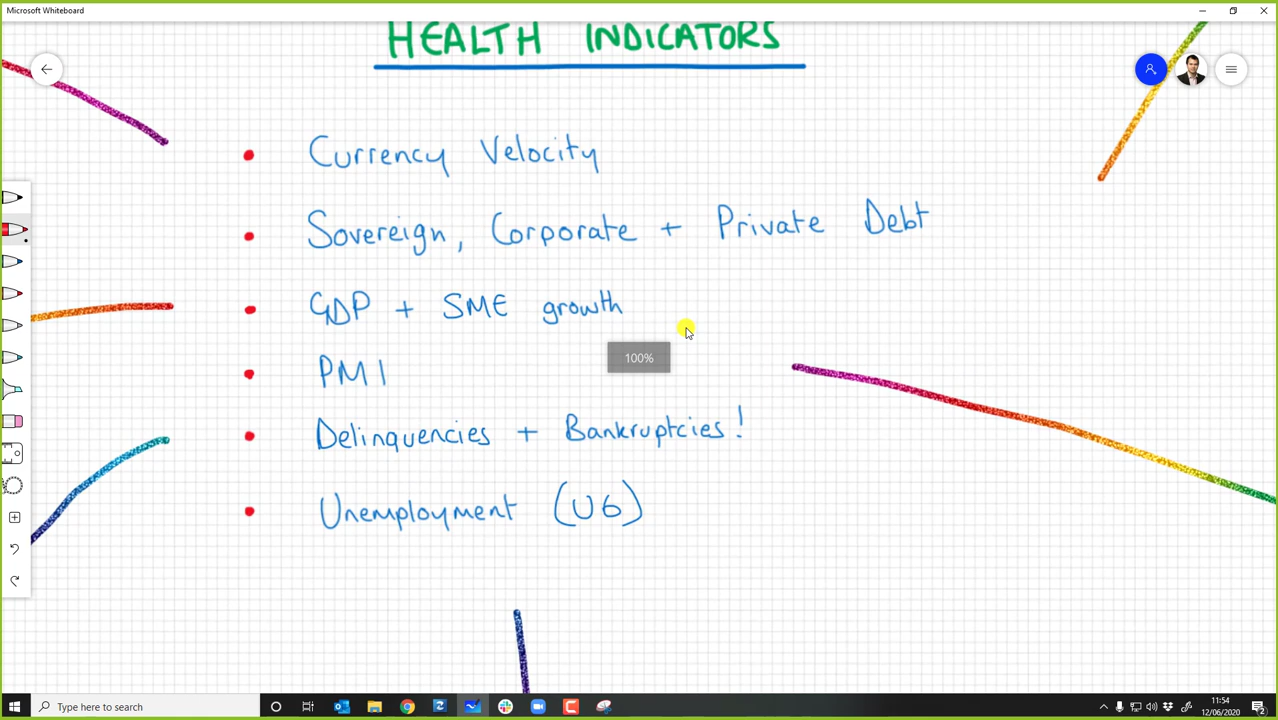 Microsoft Whiteboard
HEALTH INDICATORS
• Currency Velocity
• Sovereign, Corporate + Private Debt
• GDP + SME growth
100%
• PMI
• Delinquencies + Bankruptcies!
• Unemployment (U6)
Type here to search
11:54
12/06/2020
2